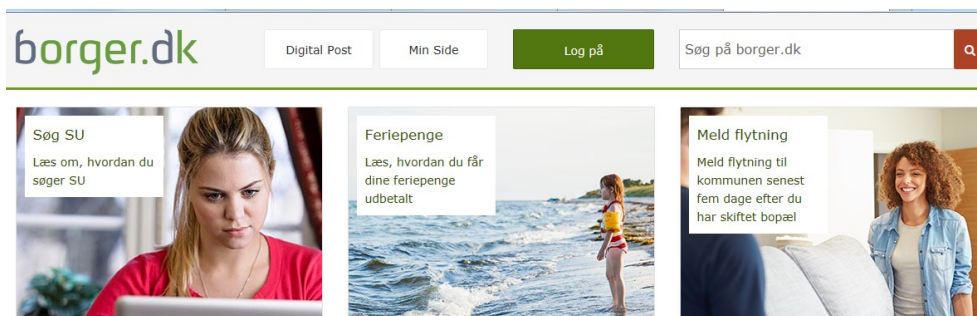 borger.dk
Digital Post
Min Side
Log på
Søg på borger.dk
Søg SU
Læs om, hvordan du
søger SU
Feriepenge
Læs, hvordan du får
dine feriepenge
udbetalt
Meld flytning
Meld flytning til
kommunen senest
fem dage efter du
har skiftet bopæl